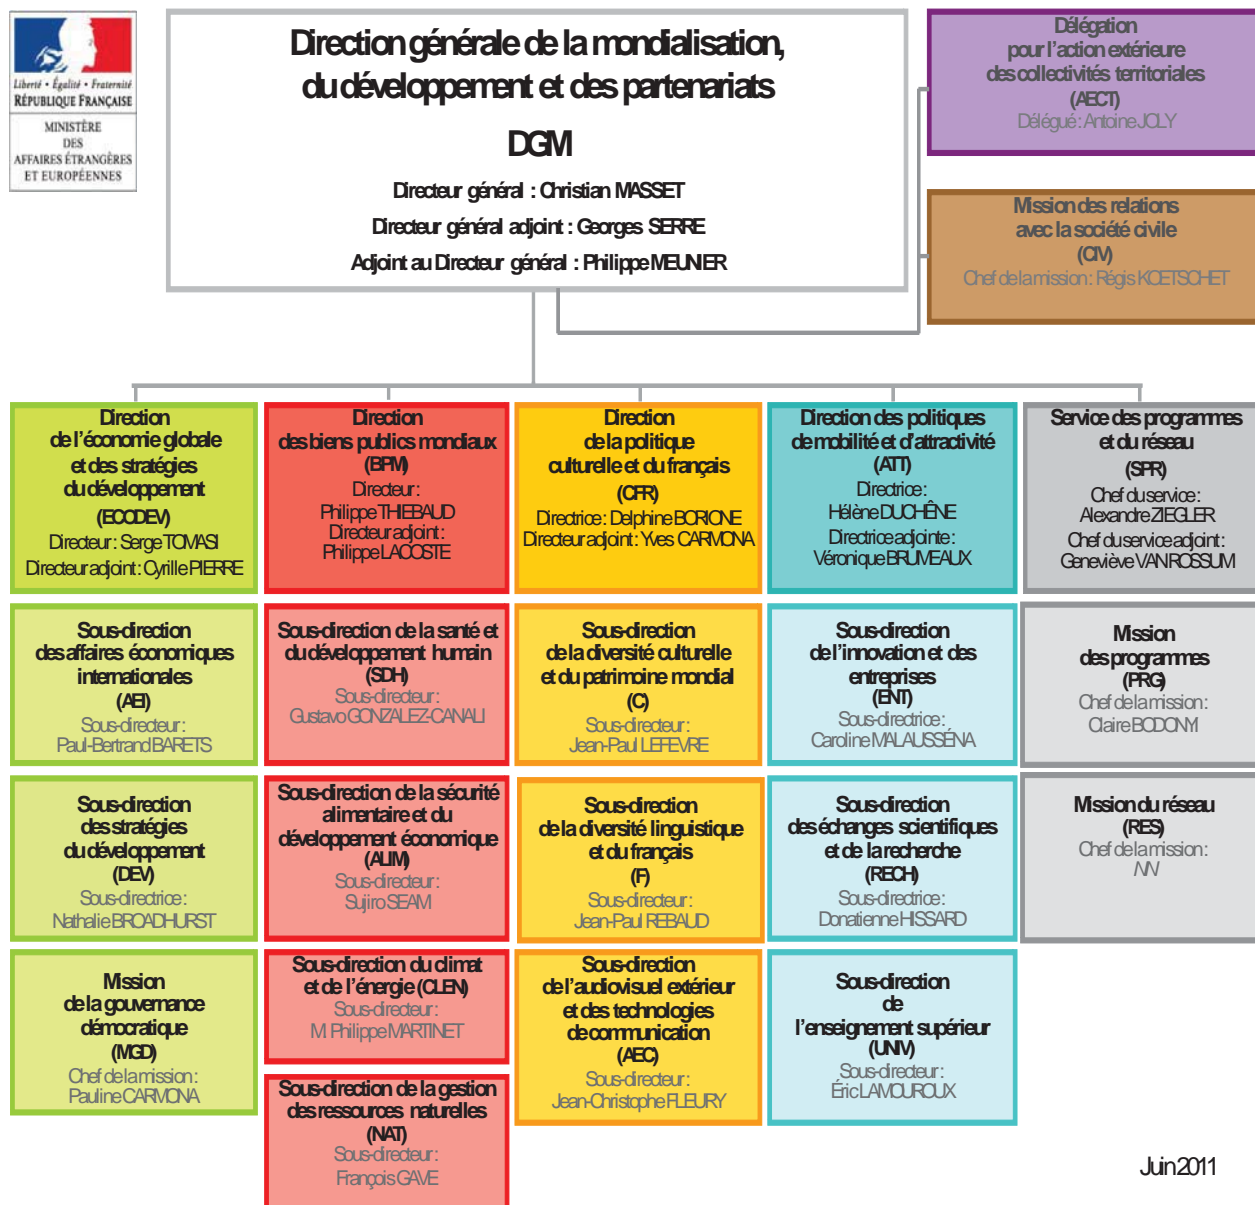 Liberté • Égalité • Fraternité
RÉPUBLIQUE FRANÇAISE
MINISTÈRE
DES
AFFAIRES ÉTRANGÈRES
ET EUROPÉENNES
Direction générale de la mondialisation,
du développement et des partenariats
DGM
Directeur général : Christian MASSET
Directeur général adjoint : Georges SERRE
Adjoint au Directeur général : Philippe MEUNIER
Délégation
pour l'action extérieure
des collectivités territoriales
(AECT)
Délégué : Antoine JOLY
Mission des relations
avec la société civile
(CIV)
Chef de la mission : Régis KOETSCHET
Direction
de l'économie globale
et des stratégies
du développement
(ECODEV)
Directeur : Serge TOMASI
Directeur adjoint : Cyrille PIERRE
Sous-direction
des affaires économiques
internationales
(AEI)
Sous-directeur :
Paul-Bertrand BARETS
Sous-direction
des stratégies
du développement
(DEV)
Sous-directrice :
Nathalie BROADHURST
Mission
de la gouvernance
démocratique
(MGD)
Chef de la mission :
Pauline CARMONA
Direction
des biens publics mondiaux
(BPM)
Directeur :
Philippe THIEBAUD
Directeur adjoint :
Philippe LACOSTE
Sous-direction de la santé et
du développement humain
(SDH)
Sous-directeur :
Gustavo GONZALEZ-CANALI
Sous-direction de la sécurité
alimentaire et du
développement économique
(ALIM)
Sous-directeur :
Sujiro SEAM
Sous-direction du climat
et de l'énergie (CLEN)
Sous-directeur :
M. Philippe MARTINET
Sous-direction de la gestion
des ressources naturelles
(NAT)
Sous-directeur :
François GAVE
Direction
de la politique
culturelle et du français
(CFR)
Directrice : Delphine BORIONE
Directeur adjoint : Yves CARMONA
Sous-direction
de la diversité culturelle
et du patrimoine mondial
(C)
Sous-directeur :
Jean-Paul LEFEVRE
Sous-direction
de la diversité linguistique
et du français
(F)
Sous-directeur :
Jean-Paul REBAUD
Sous-direction
de l'audiovisuel extérieur
et des technologies
de communication
(AEC)
Sous-directeur :
Jean-Christophe FLEURY
Direction des politiques
de mobilité et d'attractivité
(ATT)
Directrice :
Hélène DUCHÊNE
Directrice adjointe :
Véronique BRUMEAUX
Sous-direction
de l'innovation et des
entreprises
(ENT)
Sous-directrice :
Caroline MALAUSSÉNA
Sous-direction
des échanges scientifiques
et de la recherche
(RECH)
Sous-directrice :
Donatienne HISSARD
Sous-direction
de
l'enseignement supérieur
(UNIV)
Sous-directeur :
Éric LAMOUROUX
Service des programmes
et du réseau
(SPR)
Chef du service :
Alexandre ZIEGLER
Chef du service adjoint :
Geneviève VAN ROSSUM
Mission
des programmes
(PRG)
Chef de la mission :
Claire BODONYI
Mission du réseau
(RES)
Chef de la mission :
NN
Juin 2011